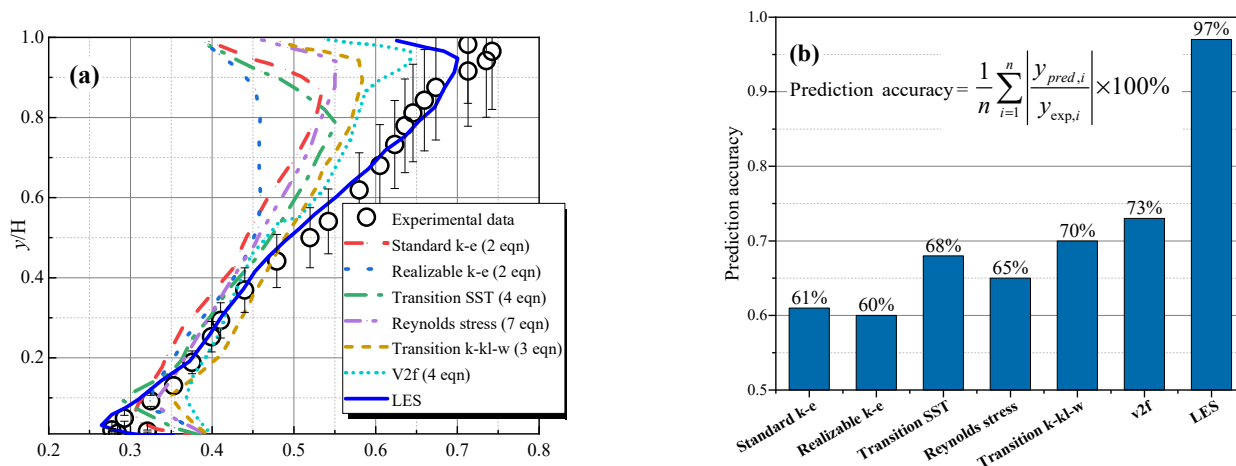 (a)
1.0
0.8
0.6
0.4
0.2
y/H
0.2
0.3
0.4
0.5
0.6
0.7
0.8
Experimental data
Standard k-e (2 eqn)
Realizable k-e (2 eqn)
Transition SST (4 eqn)
Reynolds stress (7 eqn)
Transition k-kl-w (3 eqn)
V2f (4 eqn)
LES
(b)
Prediction accuracy = 1/n ∑ i=1 n | y pred,i / y exp,i | ×100%
1.0
0.9
0.8
0.7
0.6
0.5
Prediction accuracy
61%
60%
68%
65%
70%
73%
97%
Standard k-e
Realizable k-e
Transition SST
Reynolds stress
Transition k-kl-w
v2f
LES